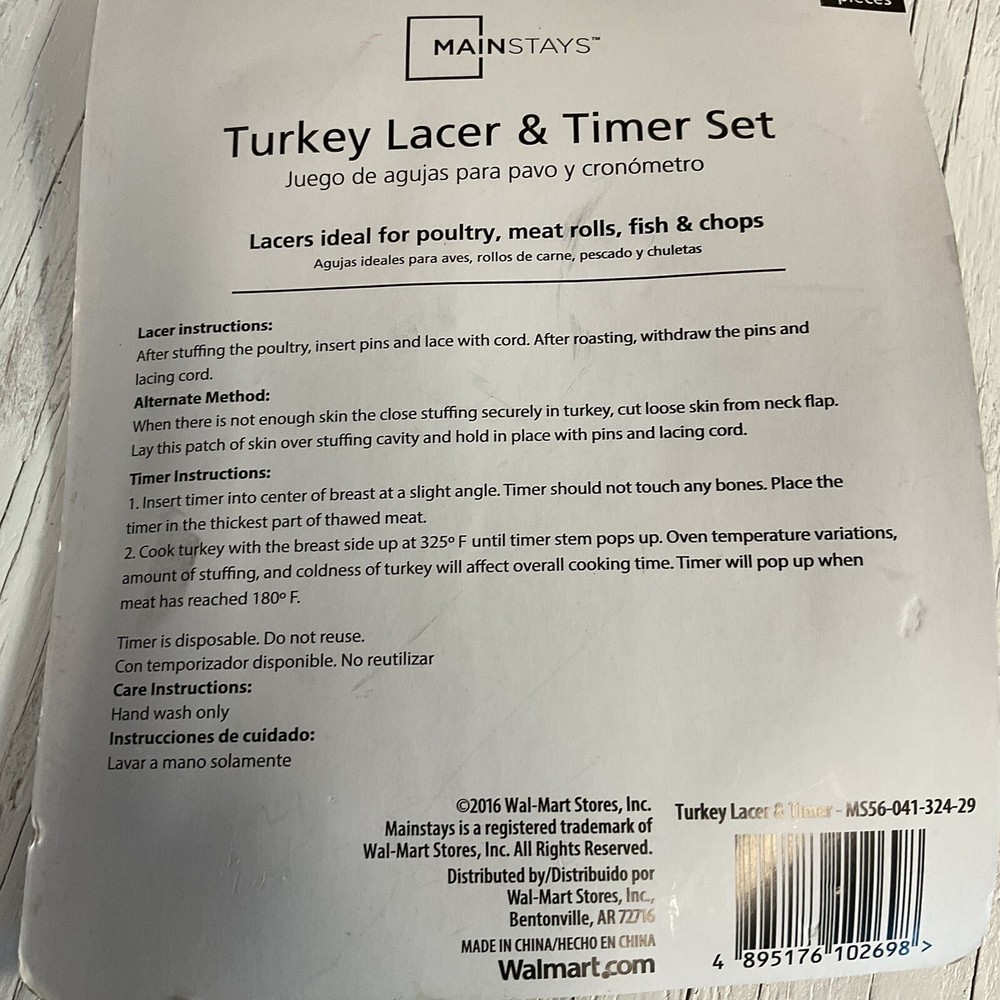 pieces
MAINSTAYS™
Turkey Lacer & Timer Set
Juego de agujas para pavo y cronómetro
Lacers ideal for poultry, meat rolls, fish & chops
Agujas ideales para aves, rollos de carne, pescado y chuletas
Lacer instructions:
After stuffing the poultry, insert pins and lace with cord. After roasting, withdraw the pins and
lacing cord.
Alternate Method:
When there is not enough skin the close stuffing securely in turkey, cut loose skin from neck flap.
Lay this patch of skin over stuffing cavity and hold in place with pins and lacing cord.
Timer Instructions:
1. Insert timer into center of breast at a slight angle. Timer should not touch any bones. Place the
timer in the thickest part of thawed meat.
2. Cook turkey with the breast side up at 325º F until timer stem pops up. Oven temperature variations,
amount of stuffing, and coldness of turkey will affect overall cooking time. Timer will pop up when
meat has reached 180º F.
Timer is disposable. Do not reuse.
Con temporizador disponible. No reutilizar
Care Instructions:
Hand wash only
Instrucciones de cuidado:
Lavar a mano solamente
©2016 Wal-Mart Stores, Inc.
Mainstays is a registered trademark of
Wal-Mart Stores, Inc. All Rights Reserved.
Distributed by/Distribuido por
Wal-Mart Stores, Inc.,
Bentonville, AR 72716
MADE IN CHINA/HECHO EN CHINA
Walmart.com
Turkey Lacer & Timer - MS56-041-324-29
4 895176 102698 >